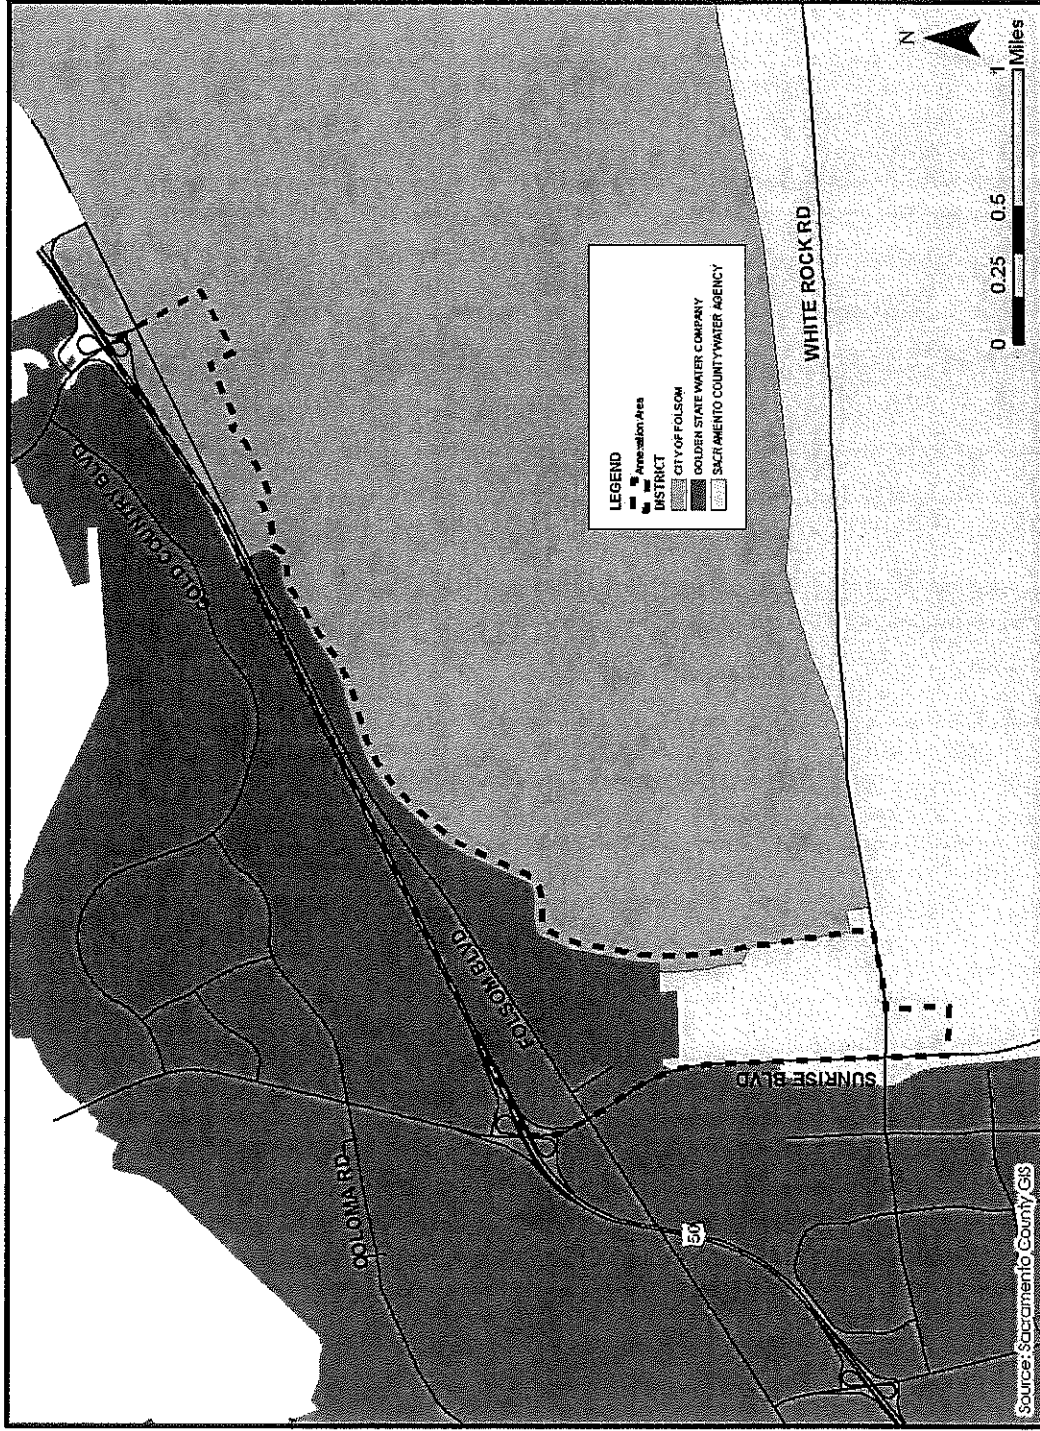 GOLD COUNTRY BLVD
COLOMA RD
FOLSOM BLVD
50
SUNRISE BLVD
WHITE ROCK RD
LEGEND
Annexation Area
DISTRICT
CITY OF FOLSOM
GOLDEN STATE WATER COMPANY
SACRAMENTO COUNTY WATER AGENCY
N
0 0.25 0.5 1
Miles
Source: Sacramento County GIS